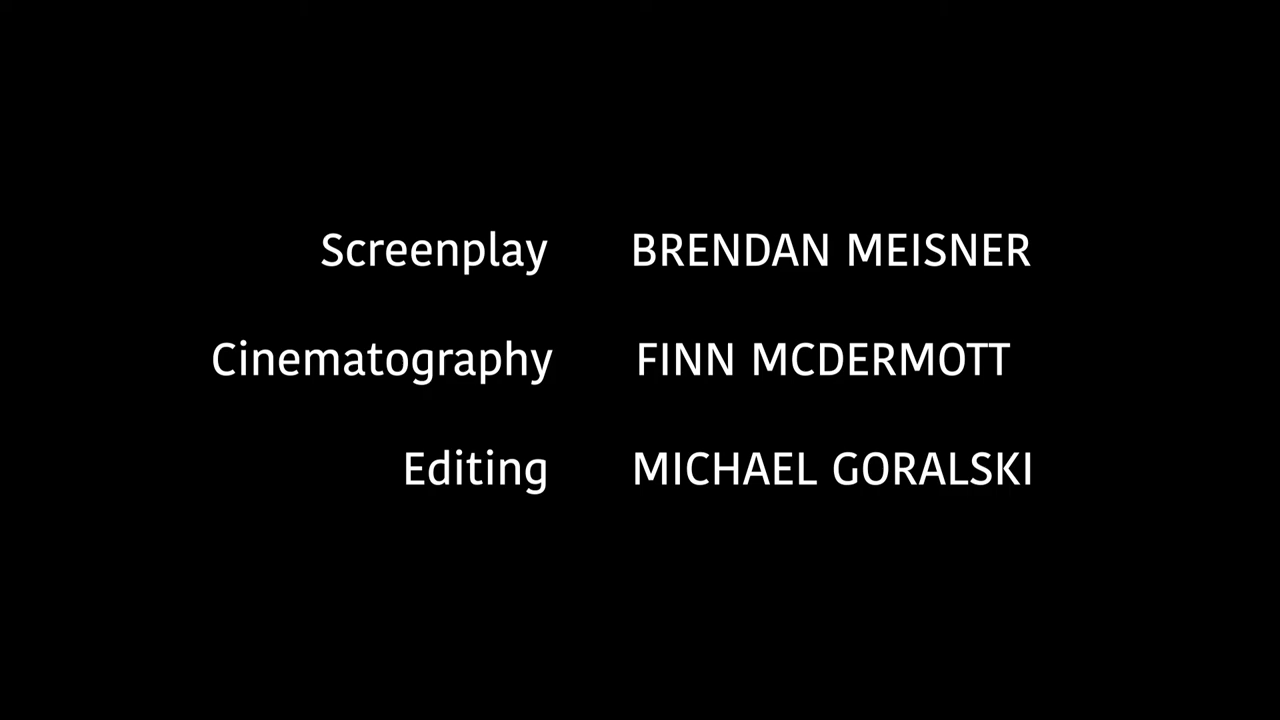 Screenplay BRENDAN MEISNER
Cinematography FINN MCDERMOTT
Editing MICHAEL GORALSKI